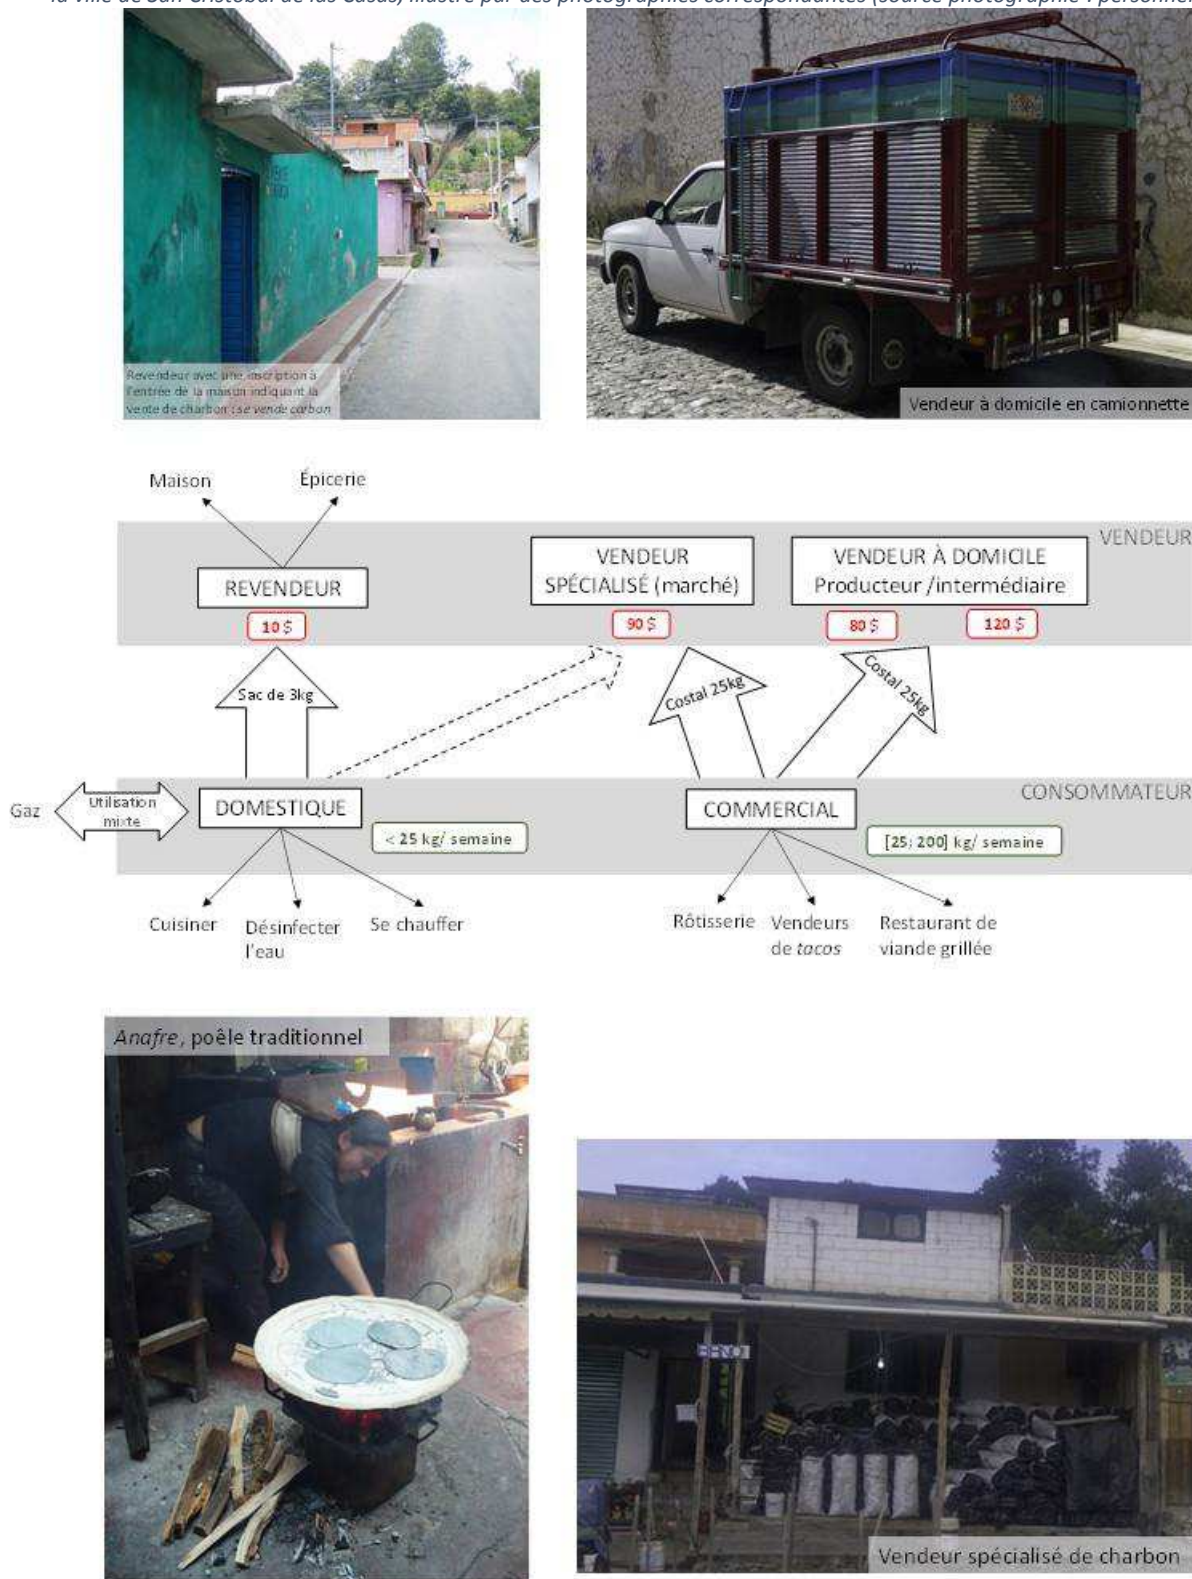 la ville de San Cristobal de las Casas, illustré par des photographies correspondantes (source photographie : personnel
Revendeur avec une inscription à
l'entrée de la maison indiquant la
vente de charbon : se vende carbon
Vendeur à domicile en camionnette
Maison
Épicerie
VENDEUR
REVENDEUR
10 $
VENDEUR
SPÉCIALISÉ (marché)
90 $
VENDEUR À DOMICILE
Producteur /intermédiaire
80 $
120 $
Sac de 3kg
Costal 25kg
Costal 25kg
CONSOMMATEUR
Gaz
Utilisation
mixte
DOMESTIQUE
< 25 kg/ semaine
COMMERCIAL
[25; 200] kg/ semaine
Cuisiner
Désinfecter
l'eau
Se chauffer
Rôtisserie
Vendeurs
de tacos
Restaurant de
viande grillée
Anafre, poêle traditionnel
Vendeur spécialisé de charbon